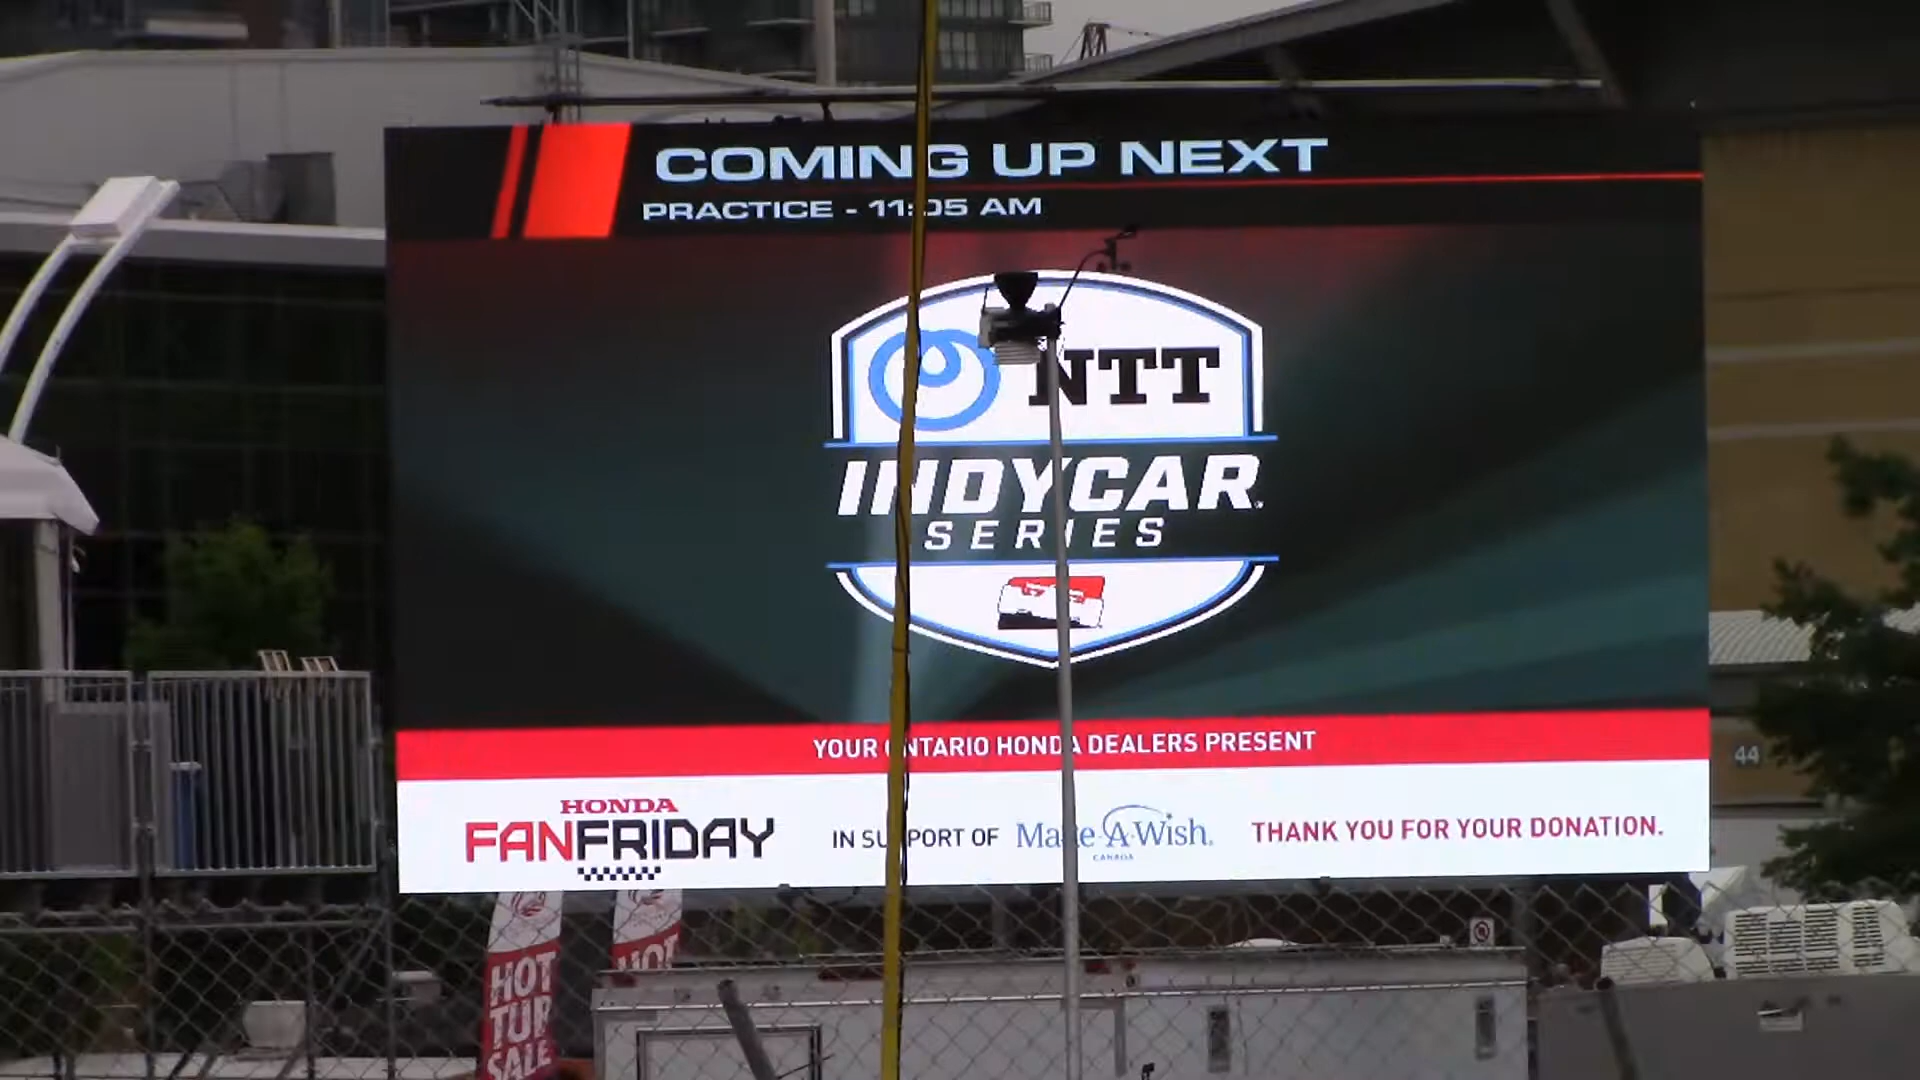 COMING UP NEXT
PRACTICE - 11:05 AM
NTT
INDYCAR
SERIES
YOUR ONTARIO HONDA DEALERS PRESENT
HONDA
FANFRIDAY
IN SUPPORT OF Make-A-Wish. CANADA THANK YOU FOR YOUR DONATION.
44
HOT
TUB
SALE
HOT